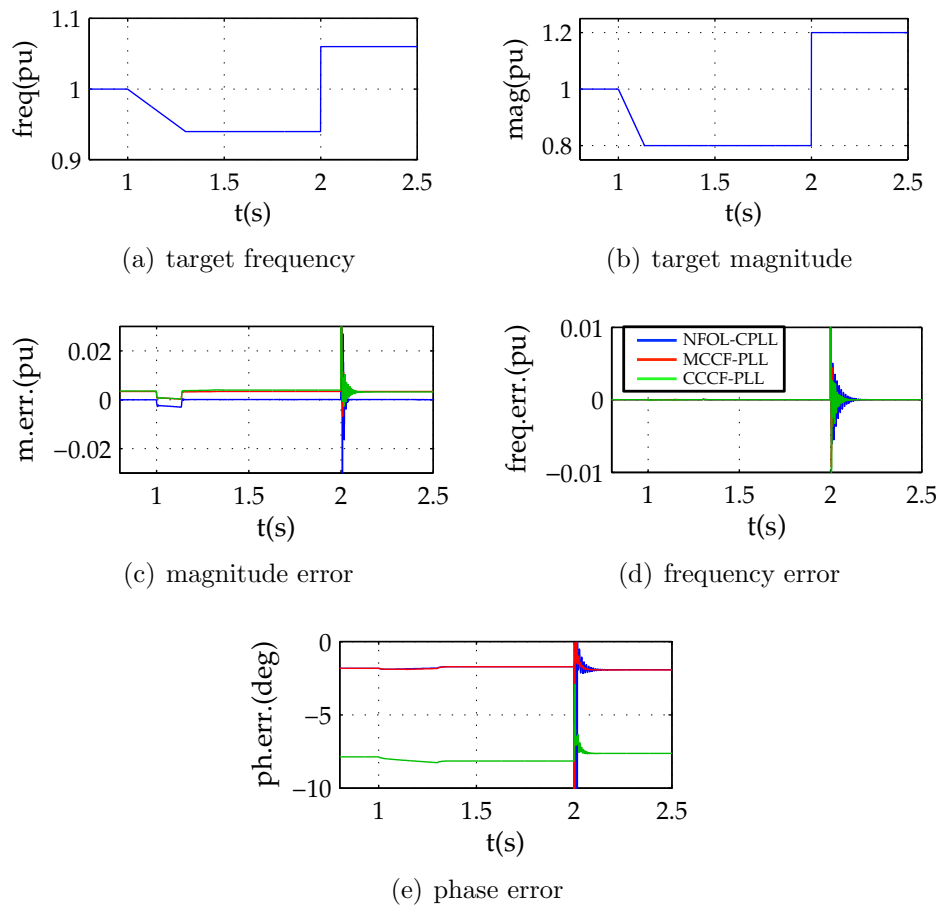 1.1
1
0.9
freq(pu)
1 1.5 2 2.5
t(s)
(a) target frequency
1.2
1
0.8
mag(pu)
1 1.5 2 2.5
t(s)
(b) target magnitude
0.02
0
−0.02
m.err.(pu)
1 1.5 2 2.5
t(s)
(c) magnitude error
0.01
0
−0.01
freq.err.(pu)
NFOL-CPLL
MCCF-PLL
CCCF-PLL
1 1.5 2 2.5
t(s)
(d) frequency error
0
−5
−10
ph.err.(deg)
1 1.5 2 2.5
t(s)
(e) phase error